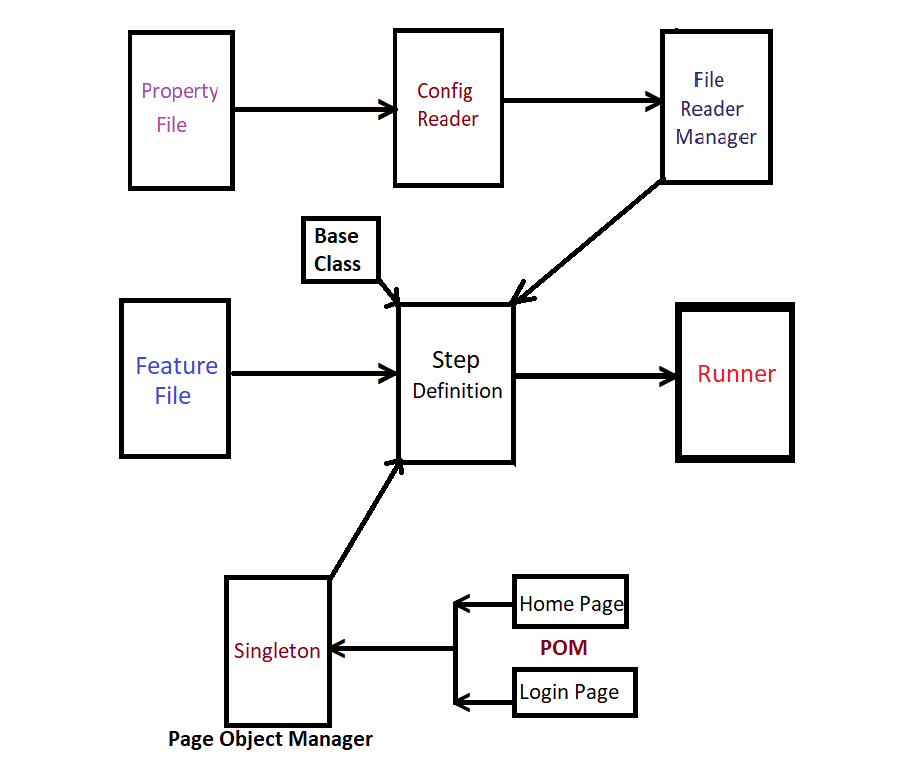 Property
File
Config
Reader
File
Reader
Manager
Base
Class
Feature
File
Step
Definition
Runner
Singleton
Home Page
POM
Login Page
Page Object Manager